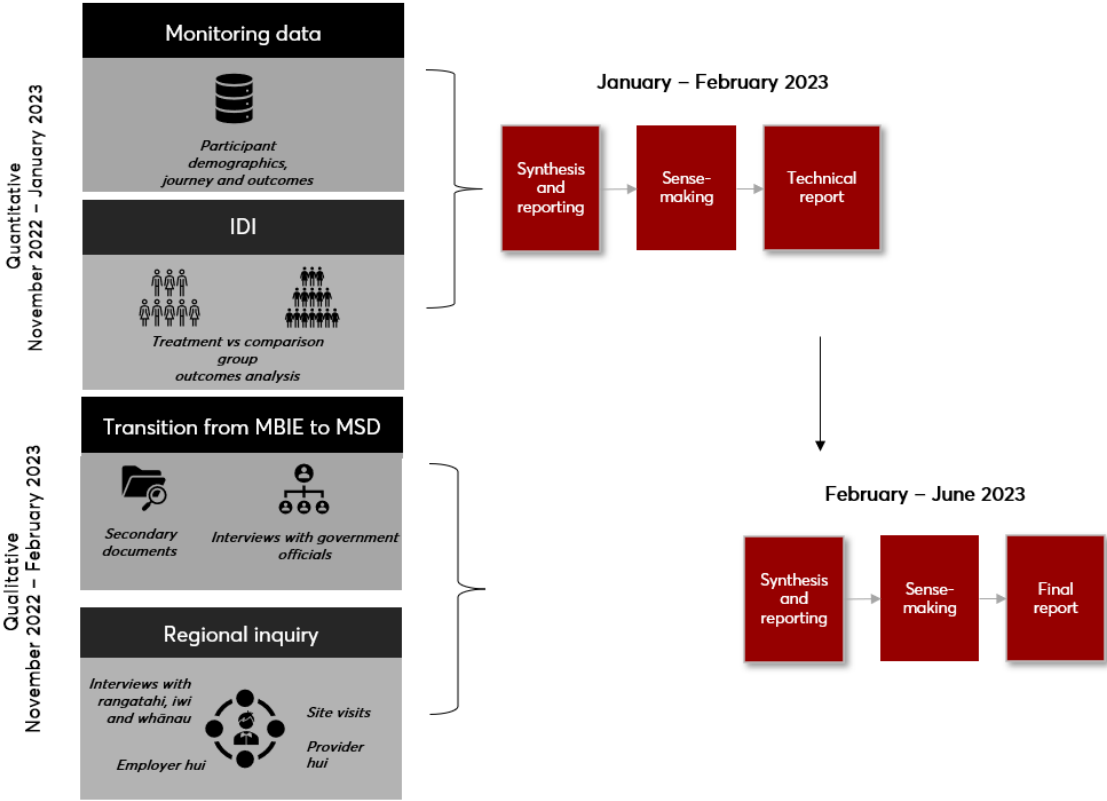 Quantitative
November 2022 – January 2023
Monitoring data
Participant
demographics,
journey and outcomes
IDI
Treatment vs comparison
group
outcomes analysis
January – February 2023
Synthesis
and
reporting
Sense-
making
Technical
report
Qualitative
November 2022 – February 2023
Transition from MBIE to MSD
Secondary
documents
Interviews with government
officials
Regional inquiry
Interviews with
rangatahi, iwi
and whānau
Site visits
Employer hui
Provider
hui
February – June 2023
Synthesis
and
reporting
Sense-
making
Final
report